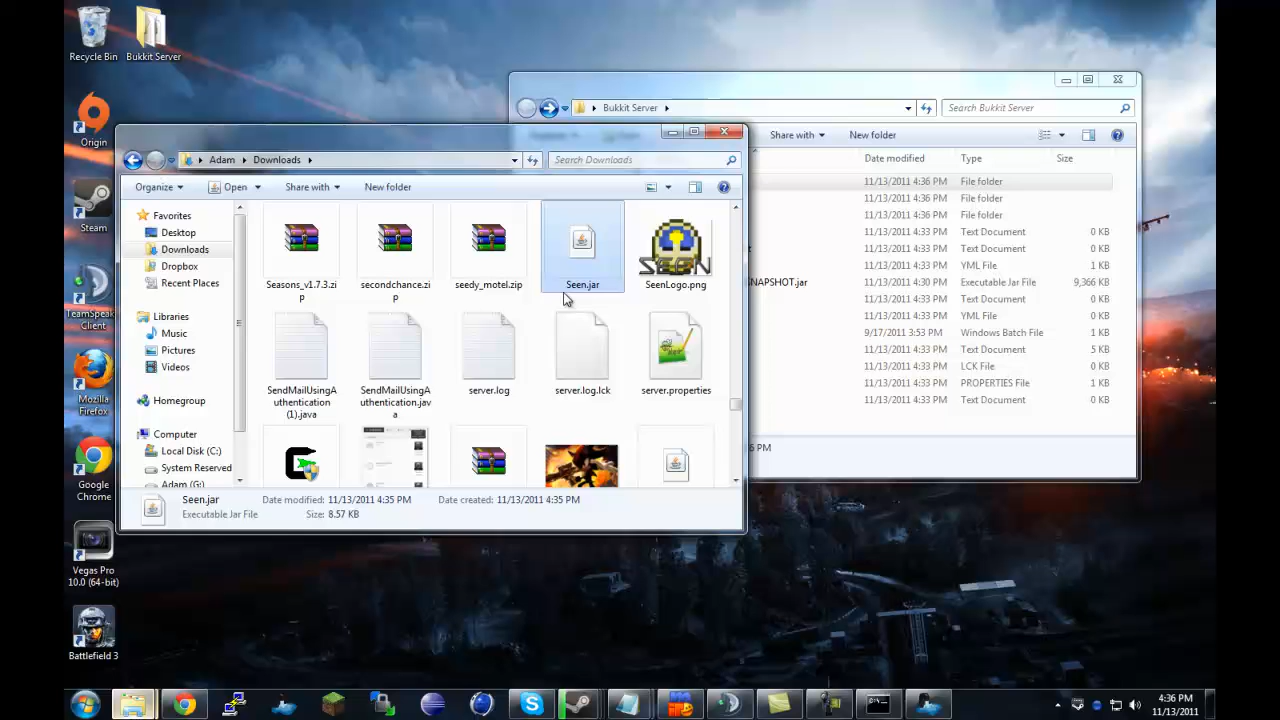 Recycle Bin
Bukkit Server
Origin
Steam
TeamSpeak
Client
Mozilla
Firefox
Google
Chrome
Vegas Pro
10.0 (64-bit)
Battlefield 3
Bukkit Server
Search Bukkit Server
Share with
New folder
Date modified
Type
Size
11/13/2011 4:36 PM File folder
11/13/2011 4:36 PM File folder
11/13/2011 4:36 PM File folder
11/13/2011 4:33 PM Text Document 0 KB
11/13/2011 4:33 PM Text Document 0 KB
11/13/2011 4:36 PM YML File 1 KB
NAPSHOT.jar 11/13/2011 4:30 PM Executable Jar File 9,366 KB
11/13/2011 4:33 PM Text Document 0 KB
11/13/2011 4:33 PM YML File 1 KB
9/17/2011 3:53 PM Windows Batch File 1 KB
11/13/2011 4:33 PM Text Document 5 KB
11/13/2011 4:33 PM LCK File 0 KB
11/13/2011 4:33 PM PROPERTIES File 1 KB
11/13/2011 4:33 PM Text Document 0 KB
6 PM
Adam
Downloads
Search Downloads
Organize
Open
Share with
New folder
Favorites
Desktop
Downloads
Dropbox
Recent Places
Libraries
Music
Pictures
Videos
Homegroup
Computer
Local Disk (C:)
System Reserved
Adam (G:)
Seasons_v1.7.3.zi
p
secondchance.zi
p
seedy_motel.zip
Seen.jar
SEEN
SeenLogo.png
SendMailUsingA
uthentication
(1).java
SendMailUsingA
uthentication.jav
a
server.log
server.log.lck
server.properties
Seen.jar
Executable Jar File
Date modified: 11/13/2011 4:35 PM
Size: 8.57 KB
Date created: 11/13/2011 4:35 PM
4:36 PM
11/13/2011